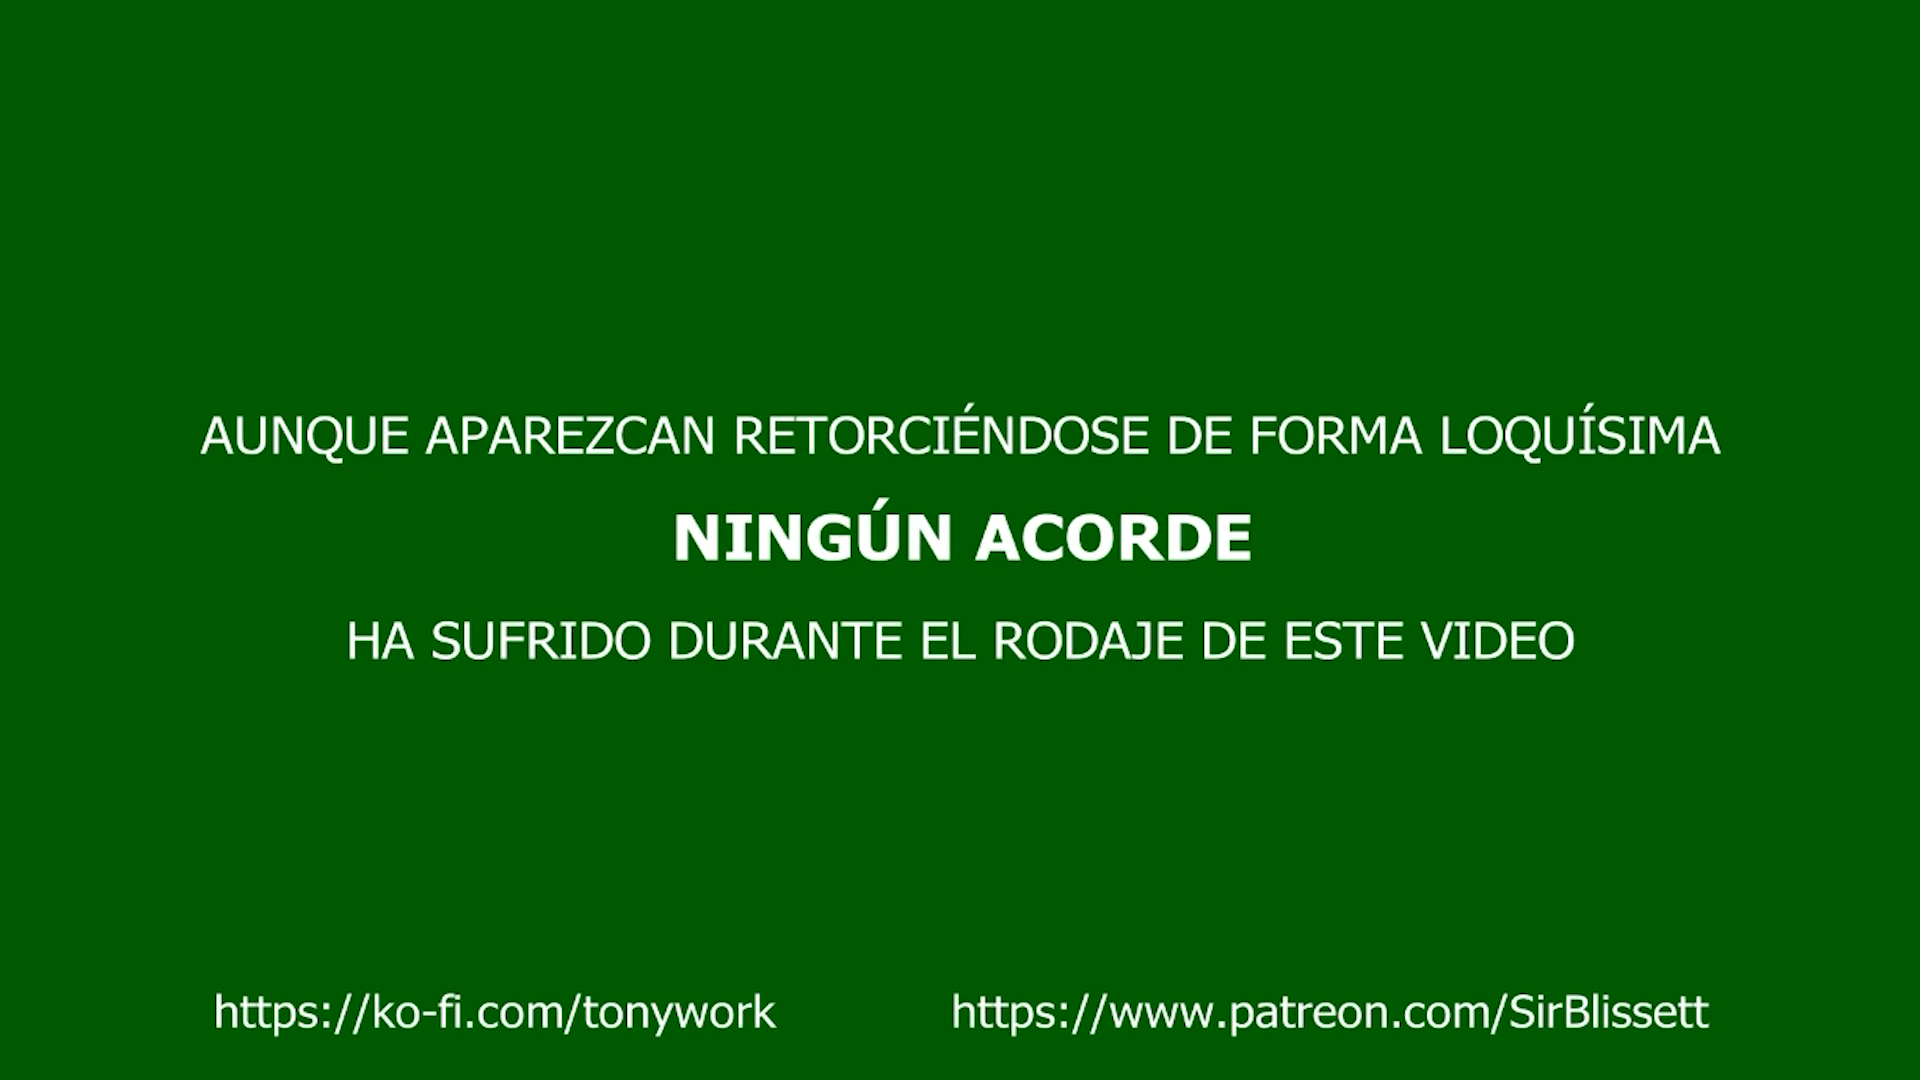 AUNQUE APAREZCAN RETORCIÉNDOSE DE FORMA LOQUÍSIMA
NINGÚN ACORDE
HA SUFRIDO DURANTE EL RODAJE DE ESTE VIDEO
https://ko-fi.com/tonywork
https://www.patreon.com/SirBlissett